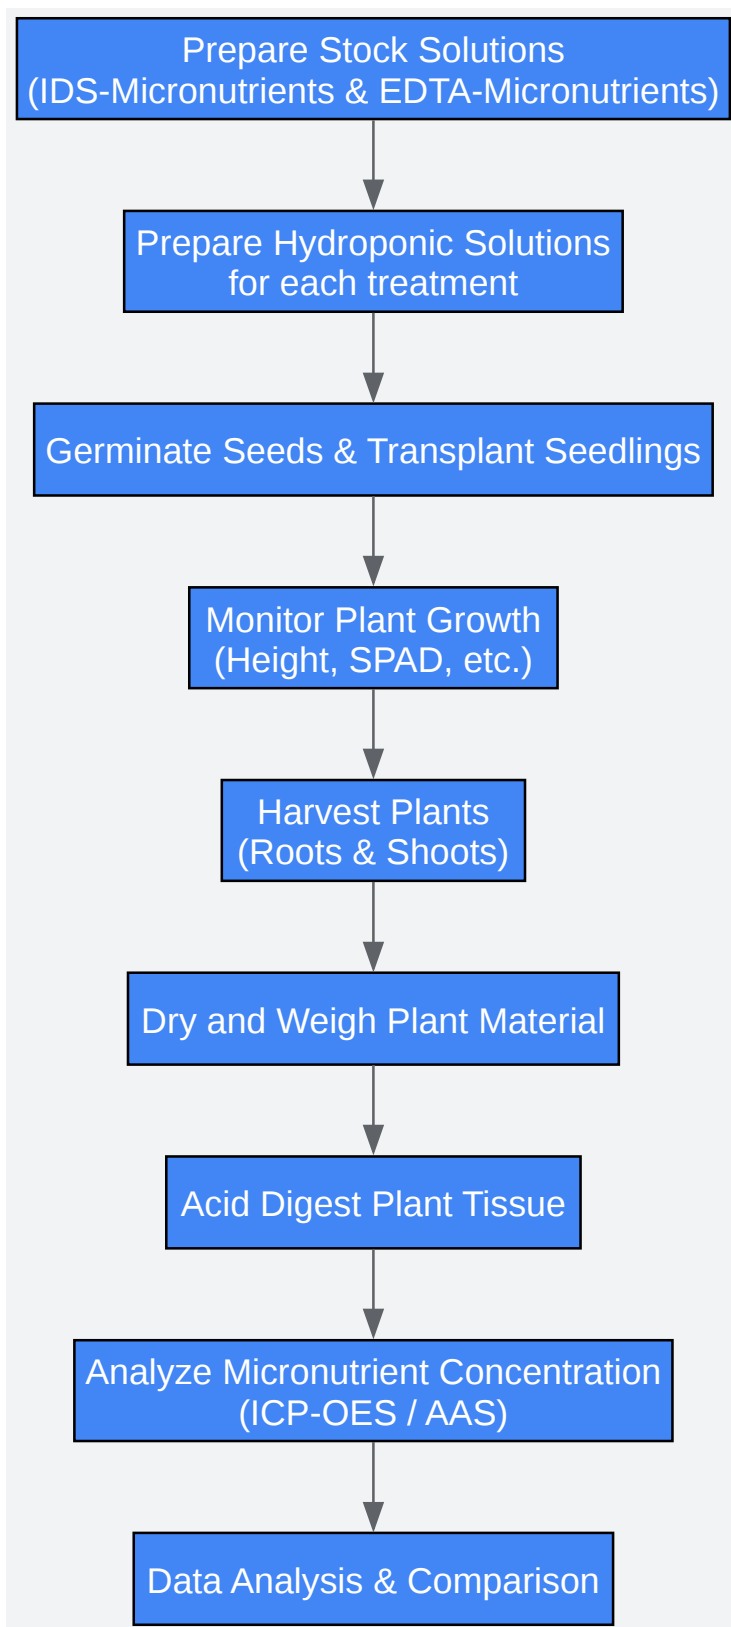 Prepare Stock Solutions
(IDS-Micronutrients & EDTA-Micronutrients)
Prepare Hydroponic Solutions
for each treatment
Germinate Seeds & Transplant Seedlings
Monitor Plant Growth
(Height, SPAD, etc.)
Harvest Plants
(Roots & Shoots)
Dry and Weigh Plant Material
Acid Digest Plant Tissue
Analyze Micronutrient Concentration
(ICP-OES / AAS)
Data Analysis & Comparison